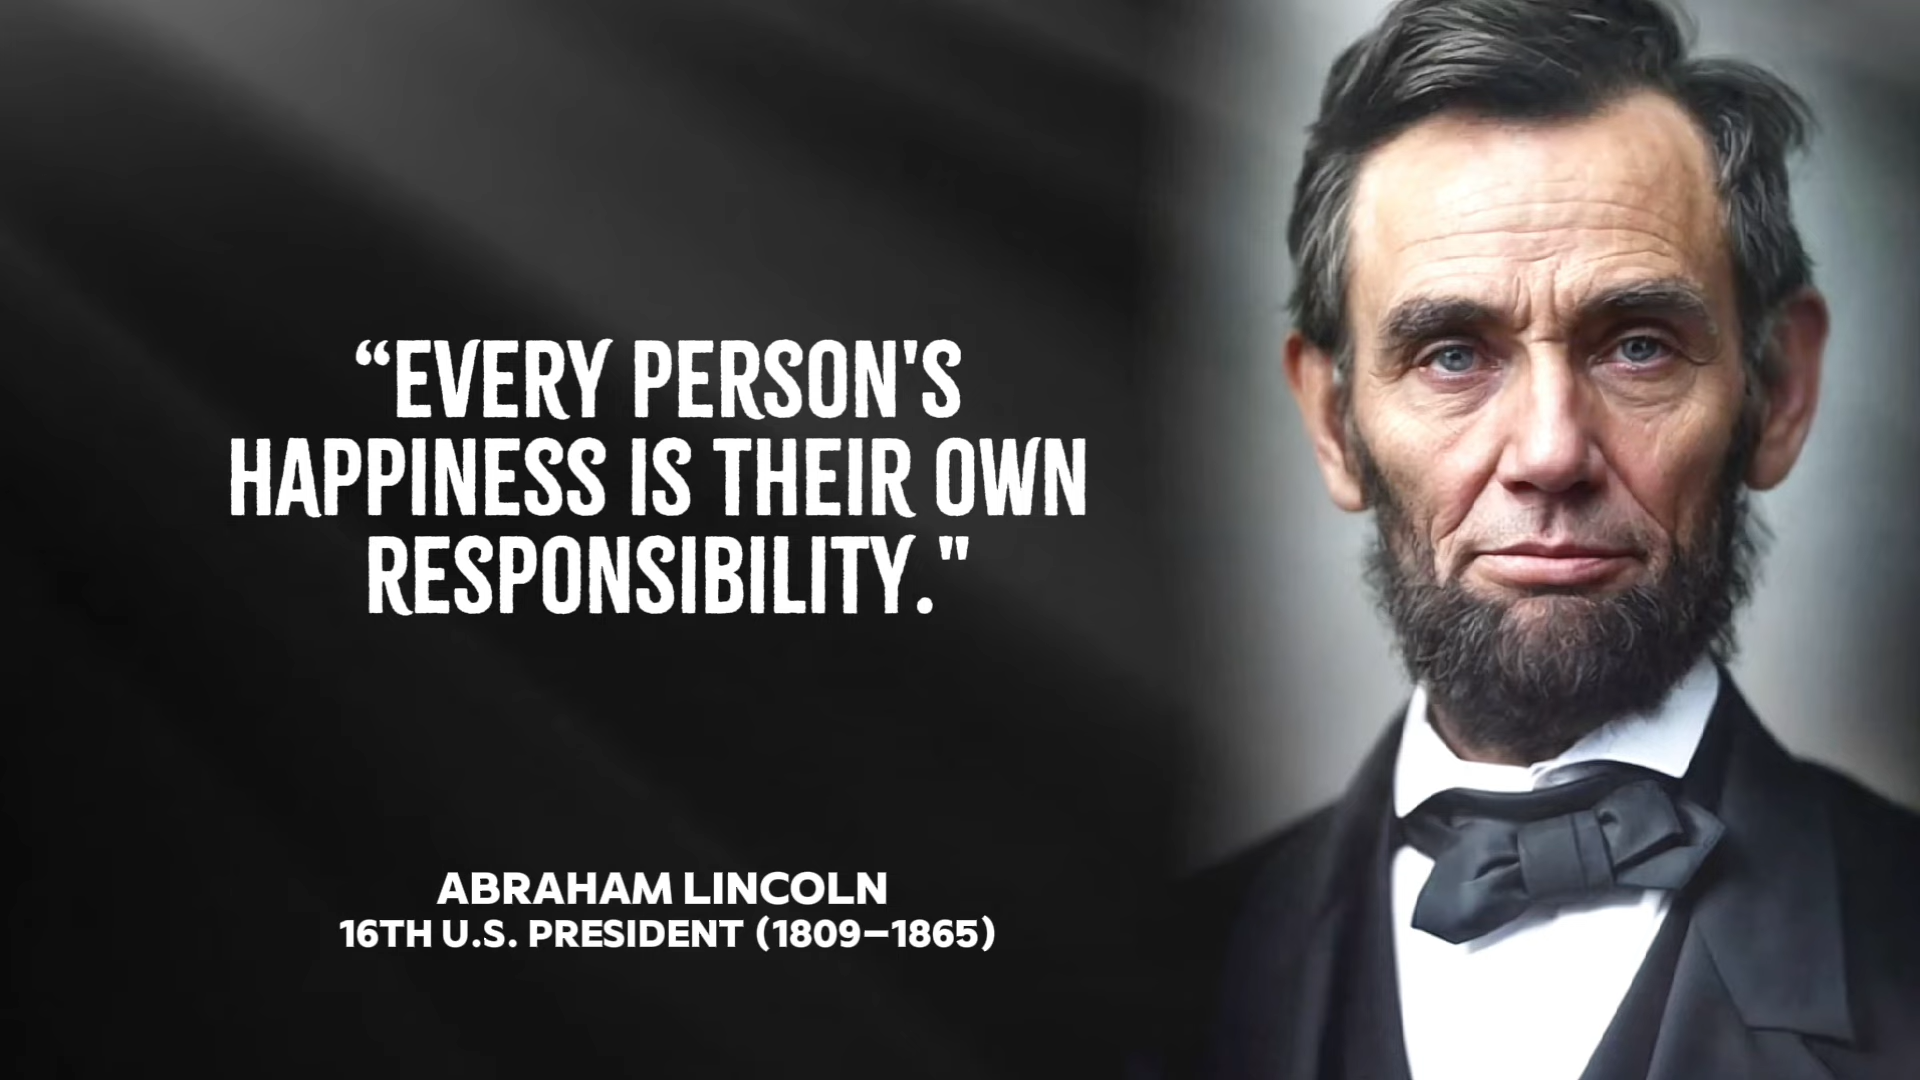 “EVERY PERSON'S
HAPPINESS IS THEIR OWN
RESPONSIBILITY."
ABRAHAM LINCOLN
16TH U.S. PRESIDENT (1809–1865)